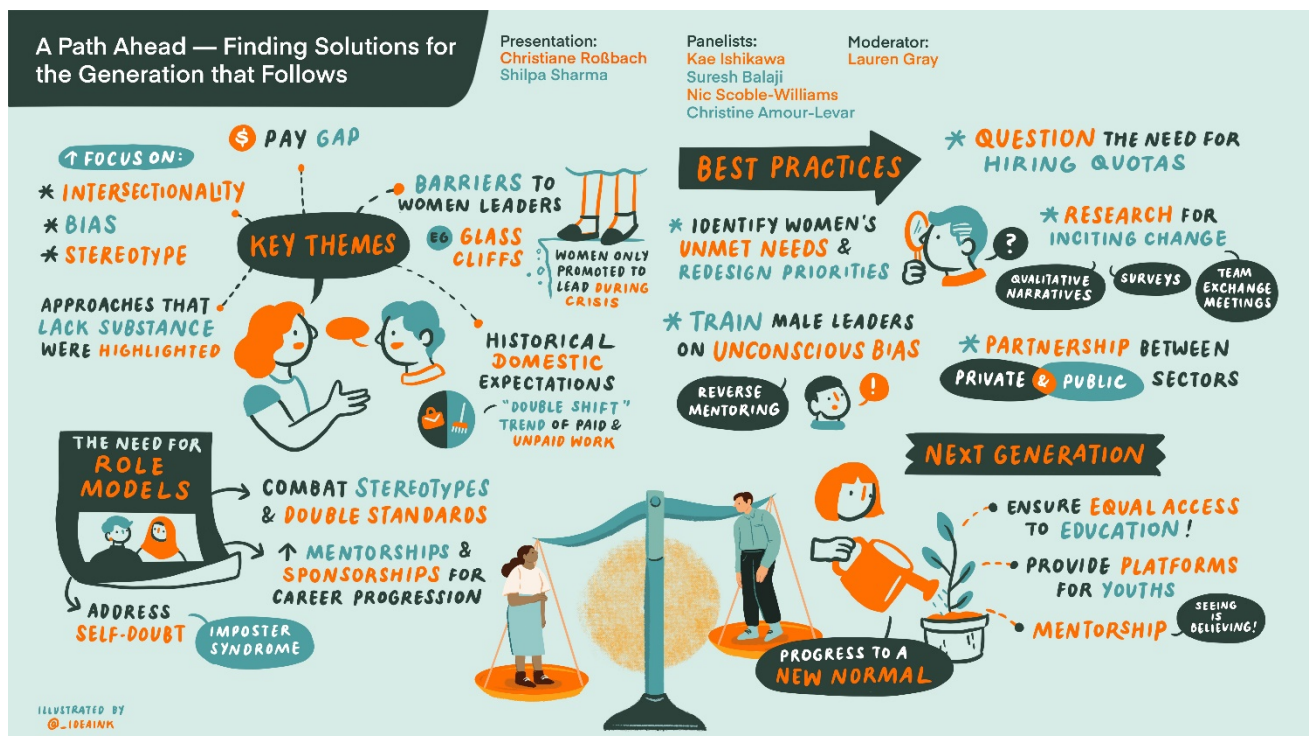 A Path Ahead — Finding Solutions for
the Generation that Follows
Presentation:
Christiane Roßbach
Shilpa Sharma
Panelists:
Kae Ishikawa
Suresh Balaji
Nic Scoble-Williams
Christine Amour-Levar
Moderator:
Lauren Gray
KEY THEMES
$ PAY GAP
↑ FOCUS ON:
* INTERSECTIONALITY
* BIAS
* STEREOTYPE
APPROACHES THAT
LACK SUBSTANCE
WERE HIGHLIGHTED
BARRIERS TO
WOMEN LEADERS
EG GLASS
CLIFFS
WOMEN ONLY
PROMOTED TO
LEAD DURING
CRISIS
HISTORICAL
DOMESTIC
EXPECTATIONS
"DOUBLE SHIFT"
TREND OF PAID &
UNPAID WORK
THE NEED FOR
ROLE
MODELS
COMBAT STEREOTYPES
& DOUBLE STANDARDS
↑ MENTORSHIPS &
SPONSORSHIPS FOR
CAREER PROGRESSION
ADDRESS
SELF-DOUBT
IMPOSTER
SYNDROME
BEST PRACTICES
* QUESTION THE NEED FOR
HIRING QUOTAS
* IDENTIFY WOMEN'S
UNMET NEEDS &
REDESIGN PRIORITIES
?
* RESEARCH FOR
INCITING CHANGE
QUALITATIVE
NARRATIVES
SURVEYS
TEAM
EXCHANGE
MEETINGS
* TRAIN MALE LEADERS
ON UNCONSCIOUS BIAS
REVERSE
MENTORING
!
* PARTNERSHIP BETWEEN
PRIVATE & PUBLIC SECTORS
NEXT GENERATION
ENSURE EQUAL ACCESS
TO EDUCATION!
PROVIDE PLATFORMS
FOR YOUTHS
MENTORSHIP
SEEING
IS
BELIEVING!
PROGRESS TO A
NEW NORMAL
ILLUSTRATED BY
@_IDEAINK